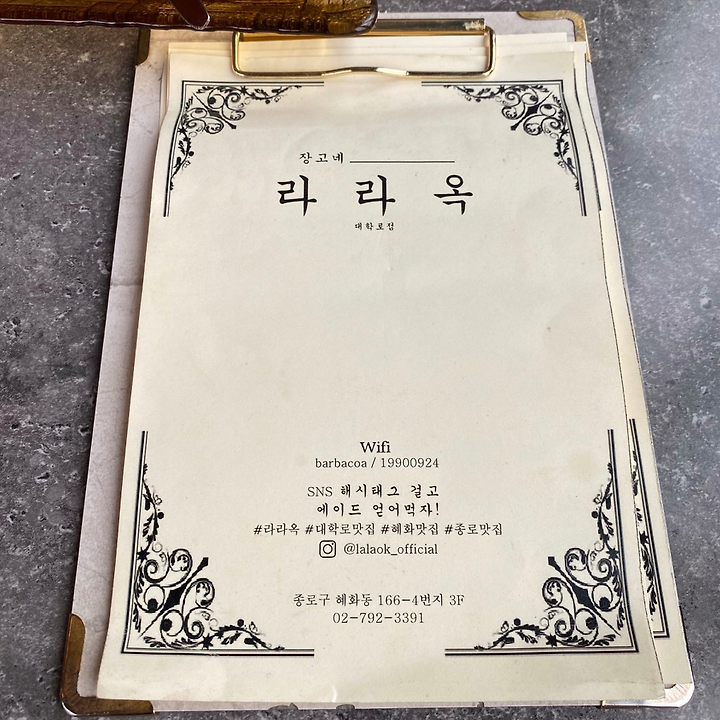 장고네
라라옥
대학로점
Wifi
barbacoa / 19900924
SNS 해시태그 걸고
에이드 얻어먹자!
#라라옥 #대학로맛집 #혜화맛집 #종로맛집
@lalaok_official
종로구 혜화동 166-4번지 3F
02-792-3391